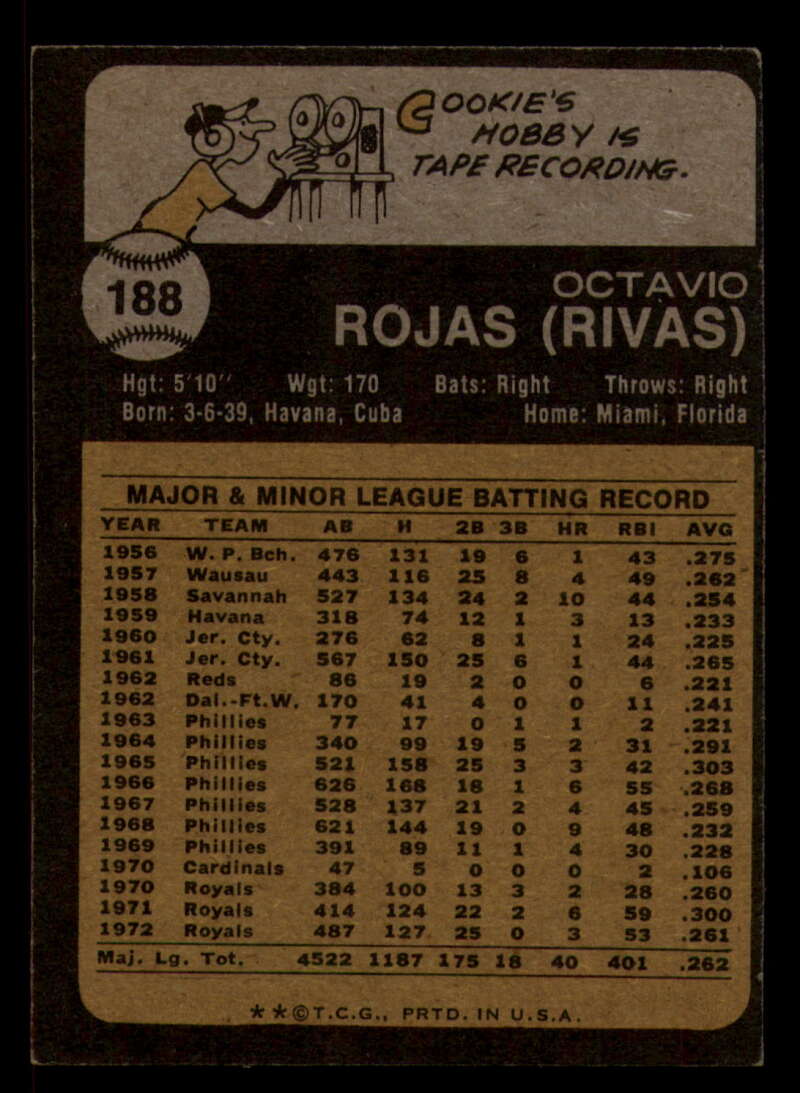 COOKIE'S
HOBBY IS
TAPE RECORDING.
188
OCTAVIO
ROJAS (RIVAS)
Hgt: 5'10" Wgt: 170 Bats: Right Throws: Right
Born: 3-6-39, Havana, Cuba Home: Miami, Florida
MAJOR & MINOR LEAGUE BATTING RECORD
YEAR TEAM AB H 2B 3B HR RBI AVG
1956 W. P. Bch. 476 131 19 6 1 43 .275
1957 Wausau 443 116 25 8 4 49 .262
1958 Savannah 527 134 24 2 10 44 .254
1959 Havana 318 74 12 1 3 13 .233
1960 Jer. Cty. 276 62 8 1 1 24 .225
1961 Jer. Cty. 567 150 25 6 1 44 .265
1962 Reds 86 19 2 0 0 6 .221
1962 Dal.-Ft.W. 170 41 4 0 0 11 .241
1963 Phillies 77 17 0 1 1 2 .221
1964 Phillies 340 99 19 5 2 31 .291
1965 Phillies 521 158 25 3 3 42 .303
1966 Phillies 626 168 18 1 6 55 .268
1967 Phillies 528 137 21 2 4 45 .259
1968 Phillies 621 144 19 0 9 48 .232
1969 Phillies 391 89 11 1 4 30 .228
1970 Cardinals 47 5 0 0 0 2 .106
1970 Royals 384 100 13 3 2 28 .260
1971 Royals 414 124 22 2 6 59 .300
1972 Royals 487 127 25 0 3 53 .261
Maj. Lg. Tot. 4522 1187 175 18 40 401 .262
**©T.C.G., PRTD. IN U.S.A.